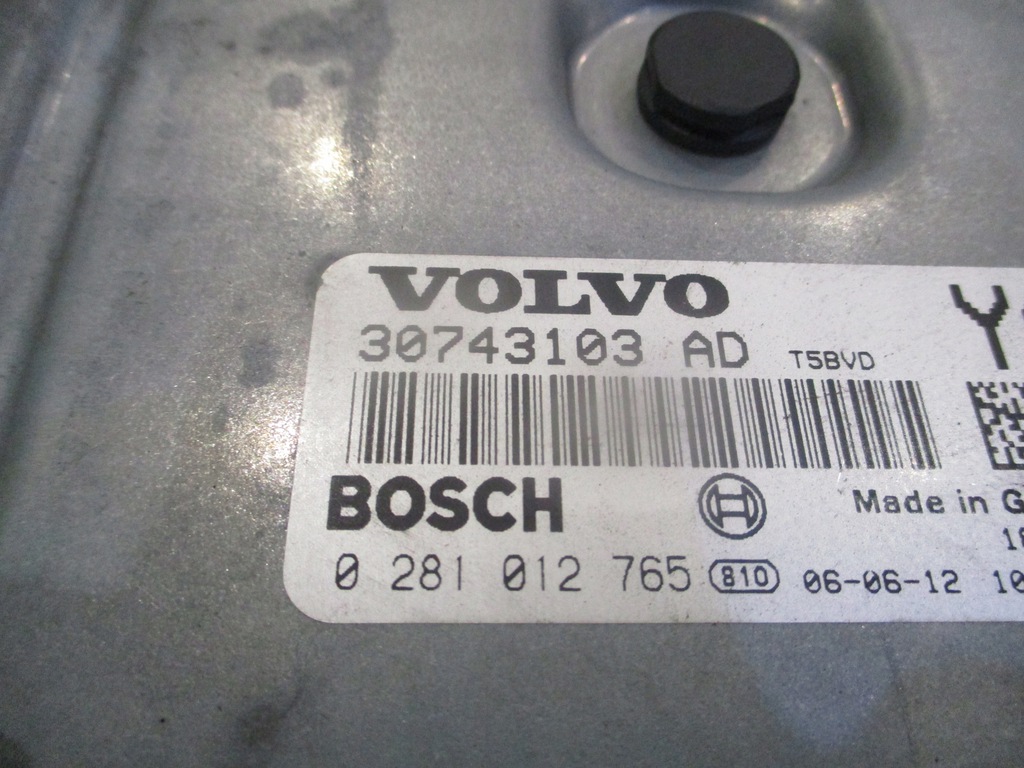 VOLVO
30743103 AD T5BVD
BOSCH
Made in
0 281 012 765 810 06-06-12